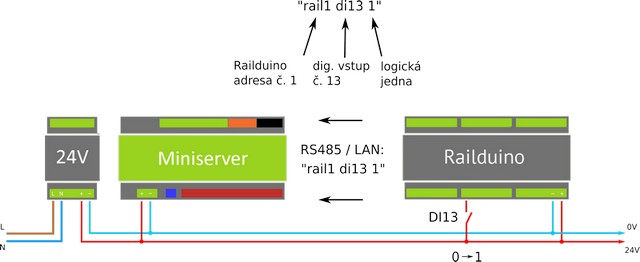 "rail1 di13 1"
Railduino
adresa č. 1
dig. vstup
č. 13
logická
jedna
24V
Miniserver
RS485 / LAN:
"rail1 di13 1"
Railduino
L N + -
+ -
- +
DI13
L
N
0V
24V
0→1